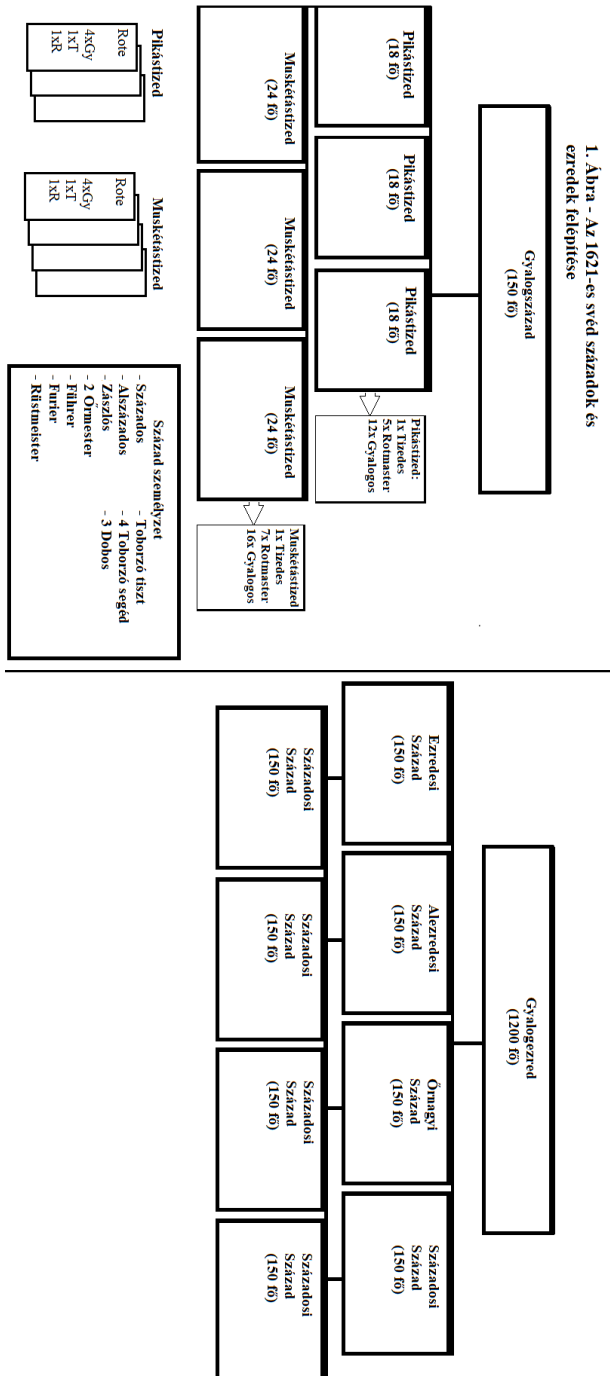 1. Ábra - Az 1621-es svéd századok és
ezredek felépítése
Gyalogszázad
(150 fő)
Pikástized
(18 fő)
Pikástized
(18 fő)
Pikástized
(18 fő)
Pikástized:
1x Tizedes
5x Rotmaster
12x Gyalogos
Muskétástized
(24 fő)
Muskétástized
(24 fő)
Muskétástized
(24 fő)
Muskétástized
1x Tizedes
7x Rotmaster
16x Gyalogos
Pikástized
Rote
4xGy
1xT
1xR
Muskétástized
Rote
4xGy
1xT
1xR
Század személyzet
- Százados
- Alszázados
- Zászlós
- 2 Őrmester
- Führer
- Furier
- Rüstmeister
- Toborzó tiszt
- 4 Toborzó segéd
- 3 Dobos
Gyalogezred
(1200 fő)
Ezredesi
Század
(150 fő)
Alezredesi
Század
(150 fő)
Őrnagyi
Század
(150 fő)
Századosi
Század
(150 fő)
Századosi
Század
(150 fő)
Századosi
Század
(150 fő)
Századosi
Század
(150 fő)
Századosi
Század
(150 fő)